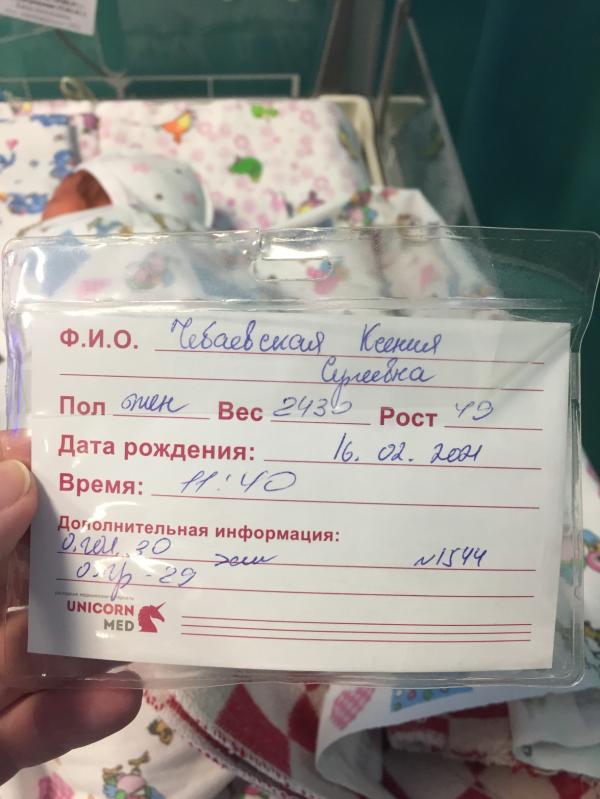 Ф.И.О. Чебаевская Ксения
Сергеевна
Пол жен Вес 2430 Рост 49
Дата рождения: 16. 02. 2021
Время: 11:40
Дополнительная информация:
о.гол 30 №1544
о.гр - 29
UNICORN
MED